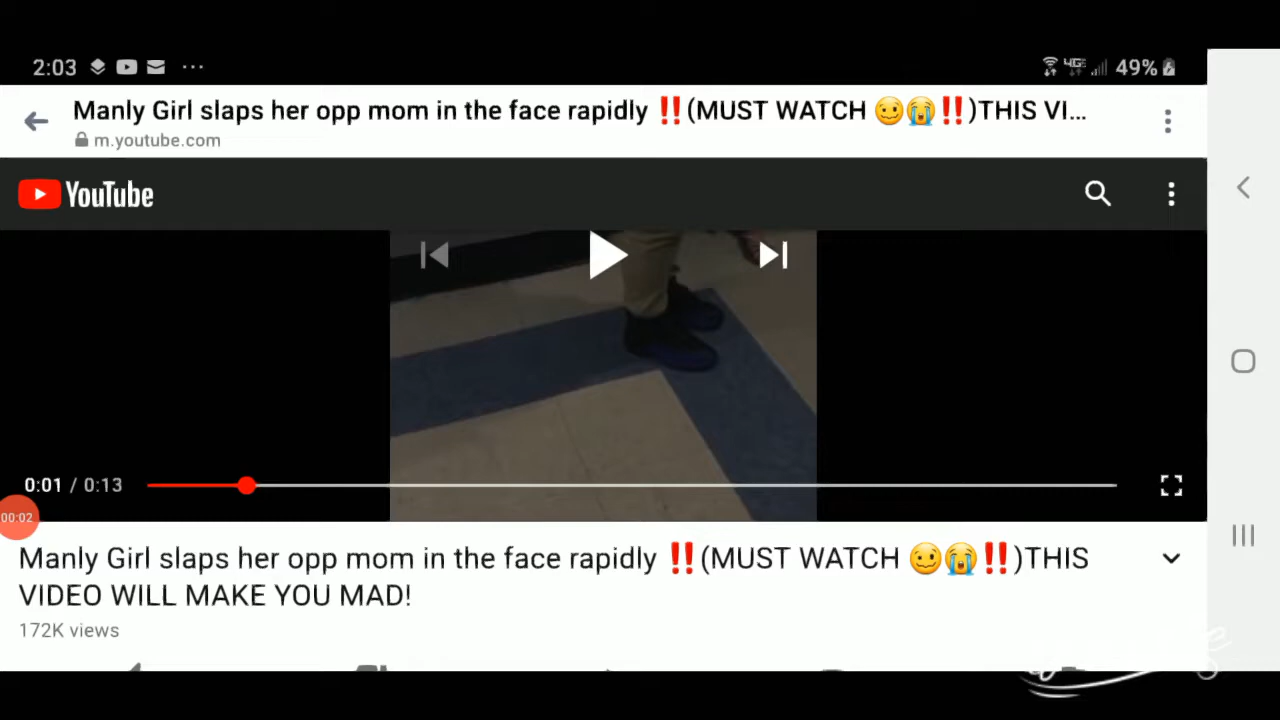 2:03 4GE 49%
Manly Girl slaps her opp mom in the face rapidly ‼️(MUST WATCH 🥴😭‼️)THIS VI...
m.youtube.com
YouTube
0:01 / 0:13
00:02
Manly Girl slaps her opp mom in the face rapidly ‼️(MUST WATCH 🥴😭‼️)THIS
VIDEO WILL MAKE YOU MAD!
172K views